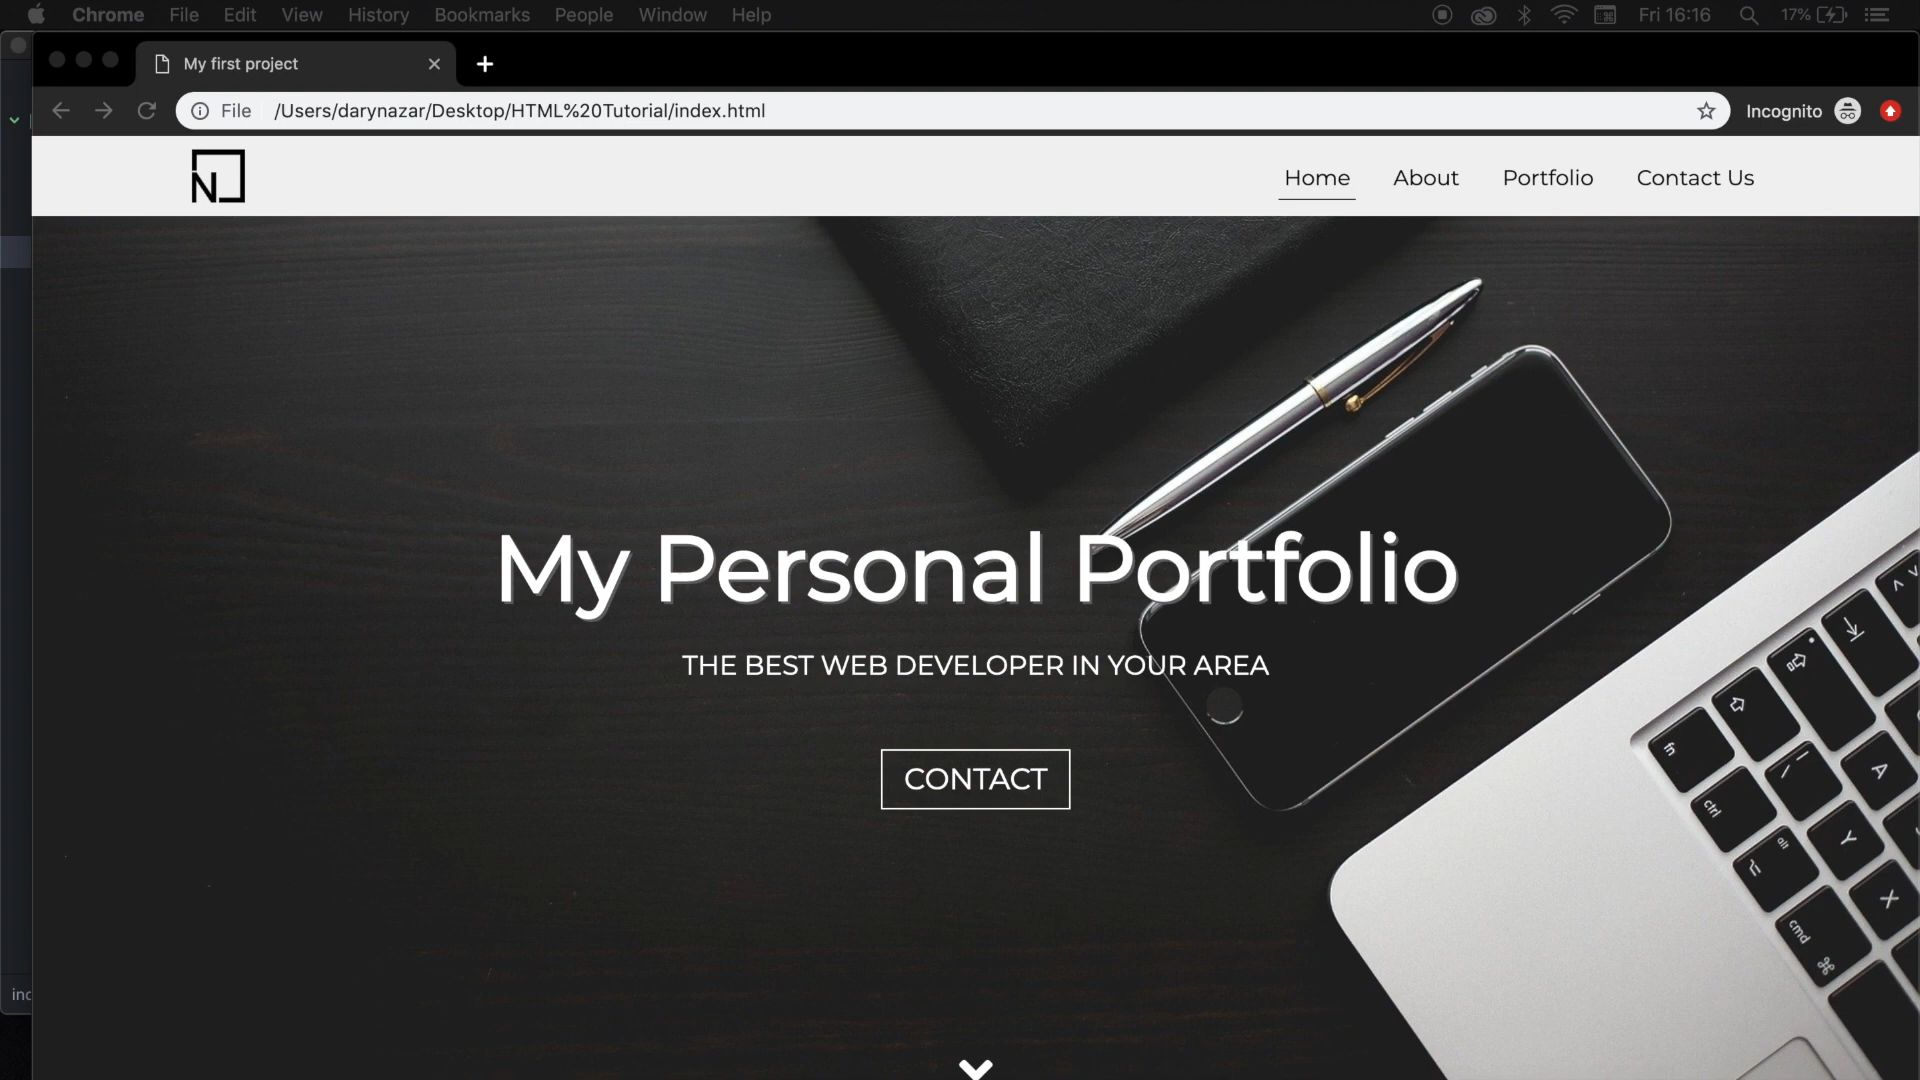 Chrome File Edit View History Bookmarks People Window Help Fri 16:16 17%
My first project
File /Users/darynazar/Desktop/HTML%20Tutorial/index.html Incognito
N Home About Portfolio Contact Us
My Personal Portfolio
THE BEST WEB DEVELOPER IN YOUR AREA
CONTACT
fn
ctrl
alt
A
Y
X
cmd
inc